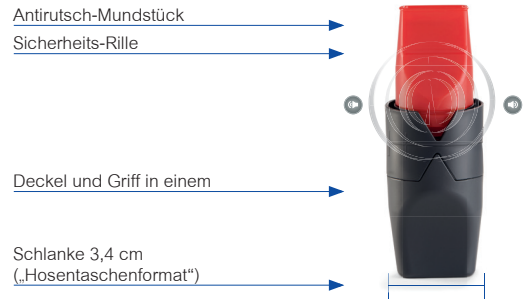 Antirutsch-Mundstück
Sicherheits-Rille
Deckel und Griff in einem
Schlanke 3,4 cm
(„Hosentaschenformat“)